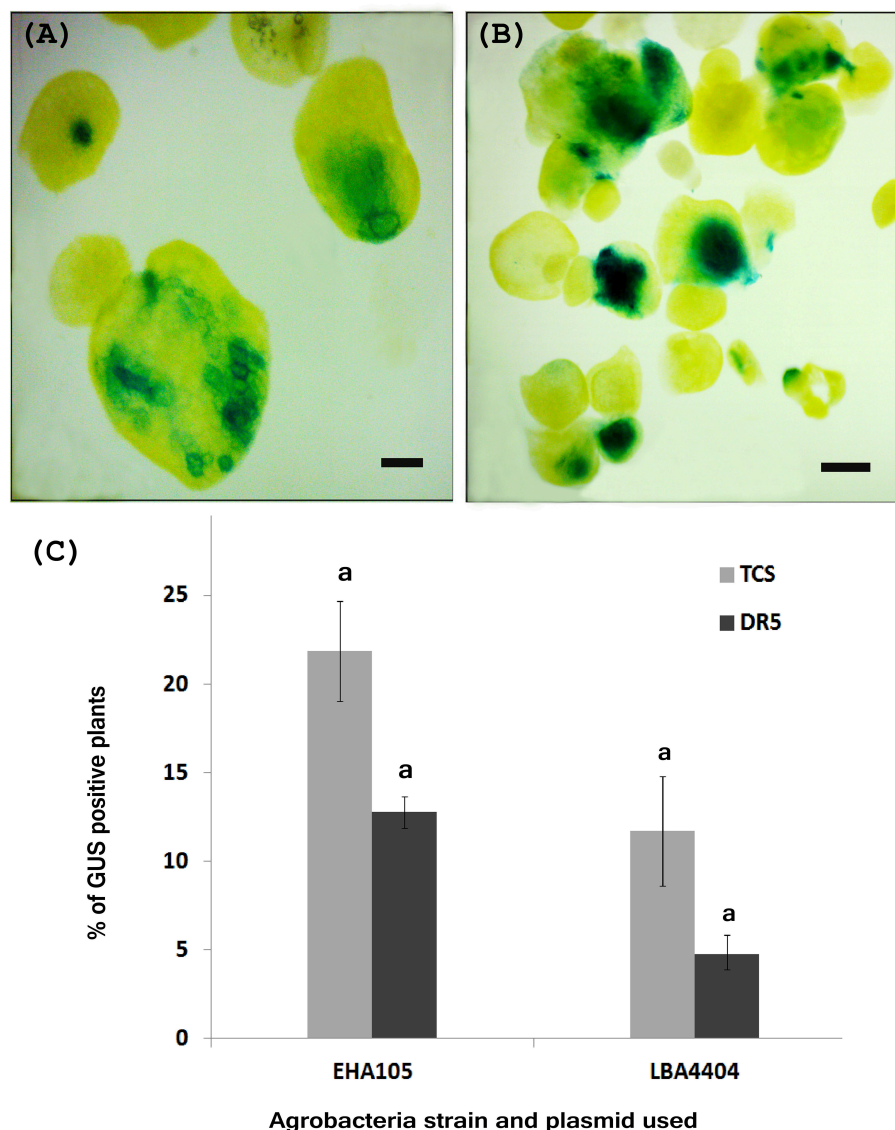 (A)
(B)
(C)
TCS
DR5
% of GUS positive plants
25
20
15
10
5
0
a
a
a
a
EHA105
LBA4404
Agrobacteria strain and plasmid used